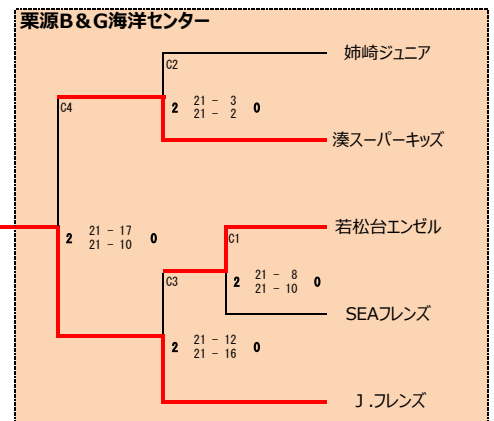 栗源B＆G海洋センター
姉崎ジュニア
C2
C4
2 21 － 3 0
21 － 2
湊スーパーキッズ
若松台エンゼル
2 21 － 17 0
21 － 10
C1
C3
2 21 － 8 0
21 － 10
SEAフレンズ
2 21 － 12 0
21 － 16
Ｊ.フレンズ